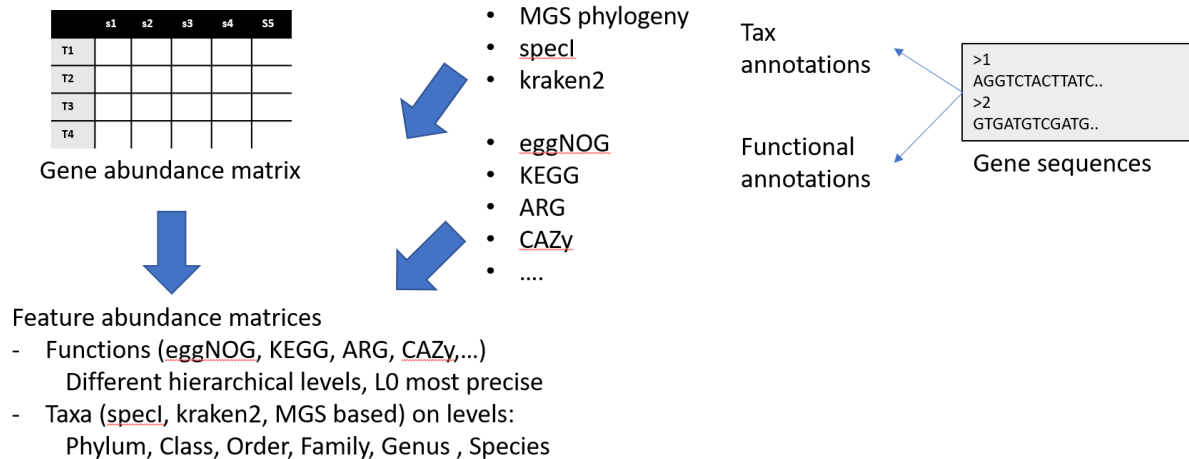 s1 s2 s3 s4 S5
T1
T2
T3
T4
Gene abundance matrix
• MGS phylogeny
• specI
• kraken2
• eggNOG
• KEGG
• ARG
• CAZy
• ....
Tax
annotations
Functional
annotations
>1
AGGTCTACTTATC..
>2
GTGATGTCGATG..
Gene sequences
Feature abundance matrices
- Functions (eggNOG, KEGG, ARG, CAZy,...)
Different hierarchical levels, L0 most precise
- Taxa (specI, kraken2, MGS based) on levels:
Phylum, Class, Order, Family, Genus , Species